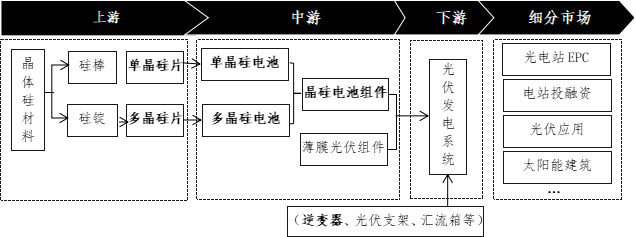 上游
中游
下游
细分市场
晶体硅材料
硅棒
单晶硅片
硅锭
多晶硅片
单晶硅电池
多晶硅电池
晶硅电池组件
薄膜光伏组件
光伏发电系统
光电站 EPC
电站投融资
光伏应用
太阳能建筑
...
（逆变器、光伏支架、汇流箱等）